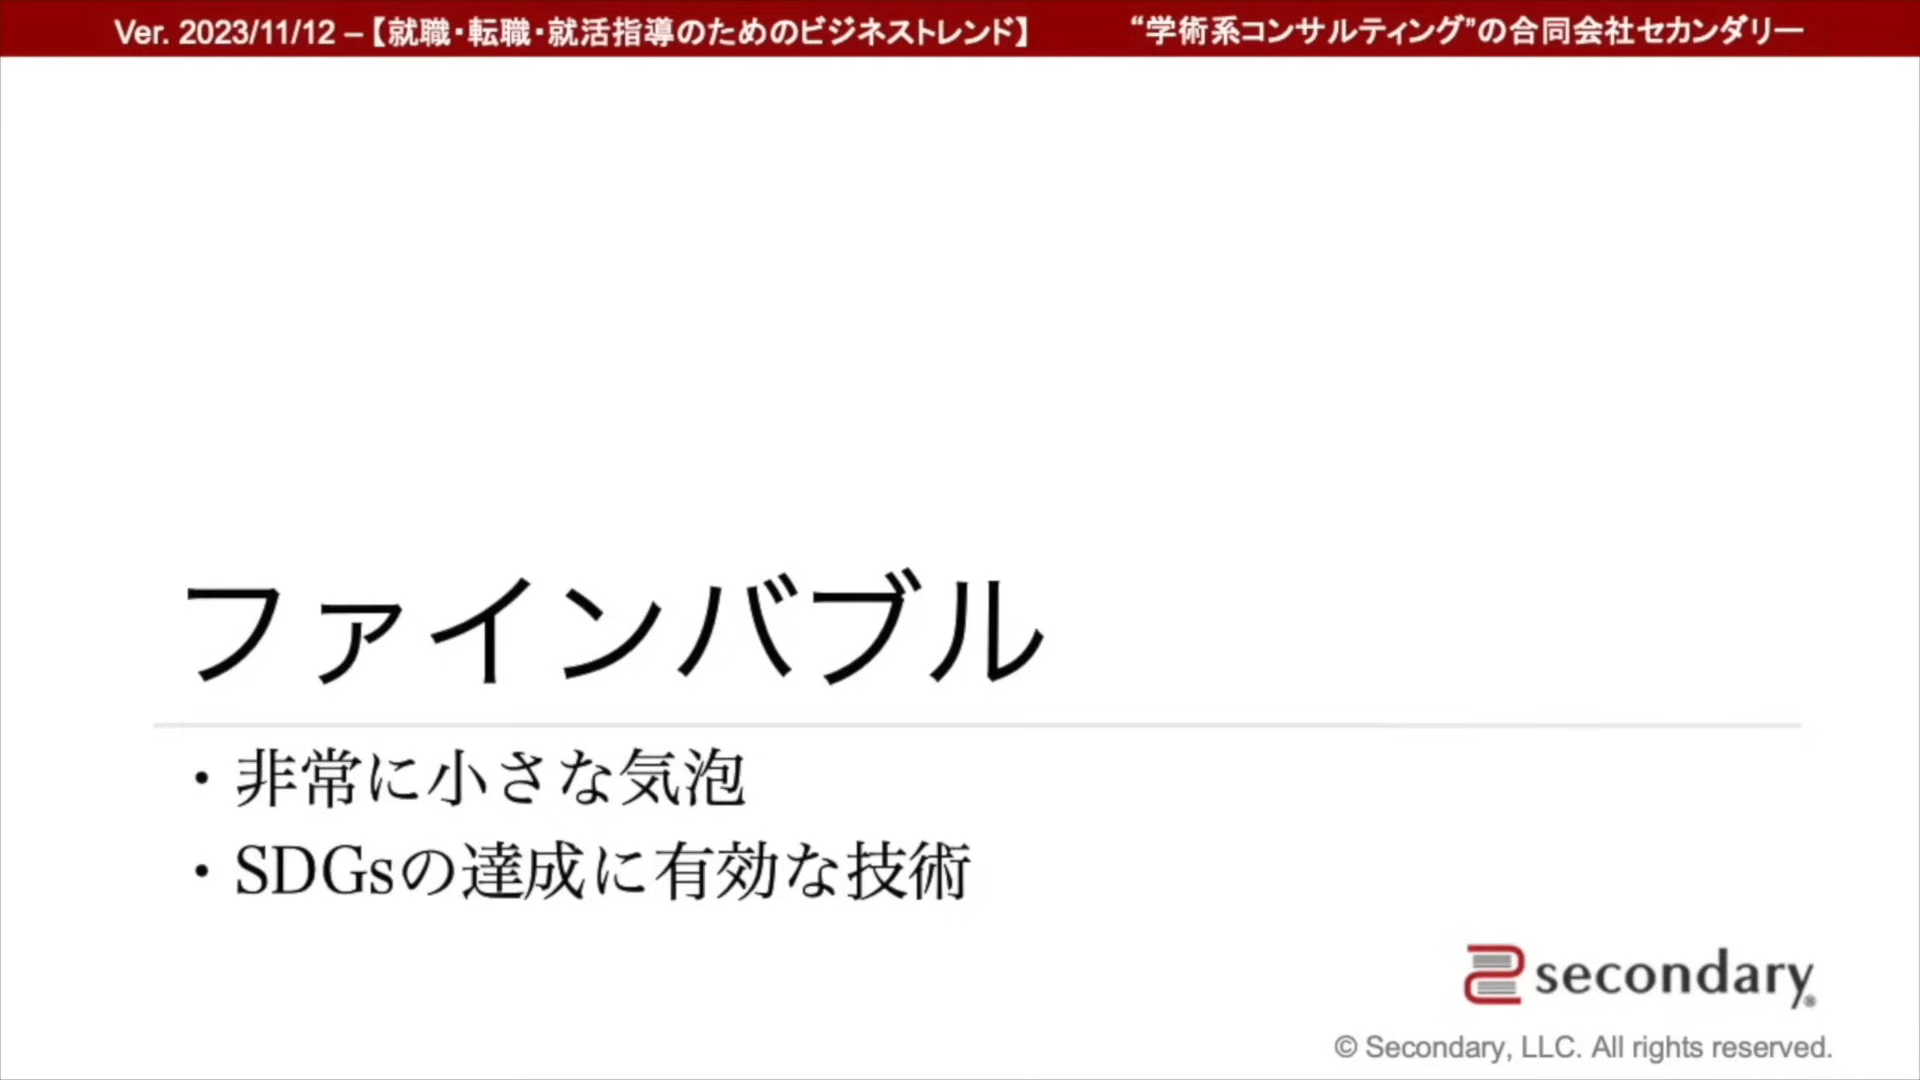 Ver. 2023/11/12 – 【就職・転職・就活指導のためのビジネストレンド】 “学術系コンサルティング”の合同会社セカンダリー
ファインバブル
・非常に小さな気泡
・SDGsの達成に有効な技術
secondary®
© Secondary, LLC. All rights reserved.